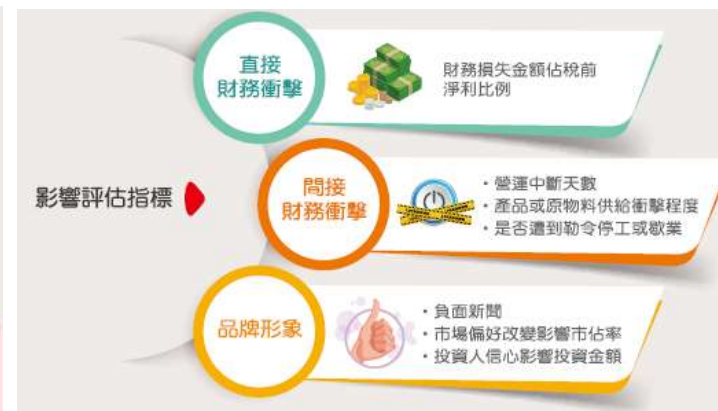 影響評估指標
直接
財務衝擊
財務損失金額佔稅前
淨利比例
間接
財務衝擊
・營運中斷天數
・產品或原物料供給衝擊程度
・是否遭到勒令停工或歇業
品牌形象
・負面新聞
・市場偏好改變影響市佔率
・投資人信心影響投資金額